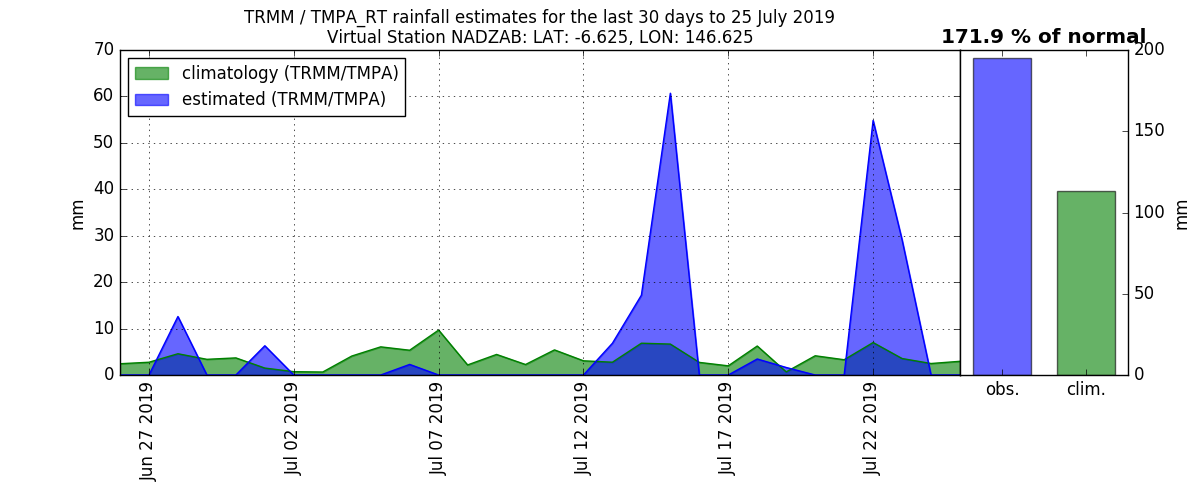 TRMM / TMPA_RT rainfall estimates for the last 30 days to 25 July 2019
Virtual Station NADZAB: LAT: -6.625, LON: 146.625
171.9 % of normal
climatology (TRMM/TMPA)
estimated (TRMM/TMPA)
70
60
50
40
30
20
10
0
mm
Jun 27 2019
Jul 02 2019
Jul 07 2019
Jul 12 2019
Jul 17 2019
Jul 22 2019
obs.
clim.
200
150
100
50
0
mm